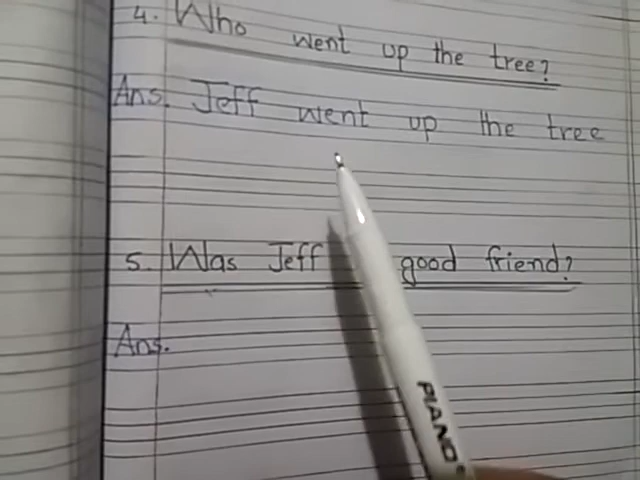 4. Who went up the tree?
Ans. Jeff went up the tree
5. Was Jeff good friend?
Ans.
PIANO